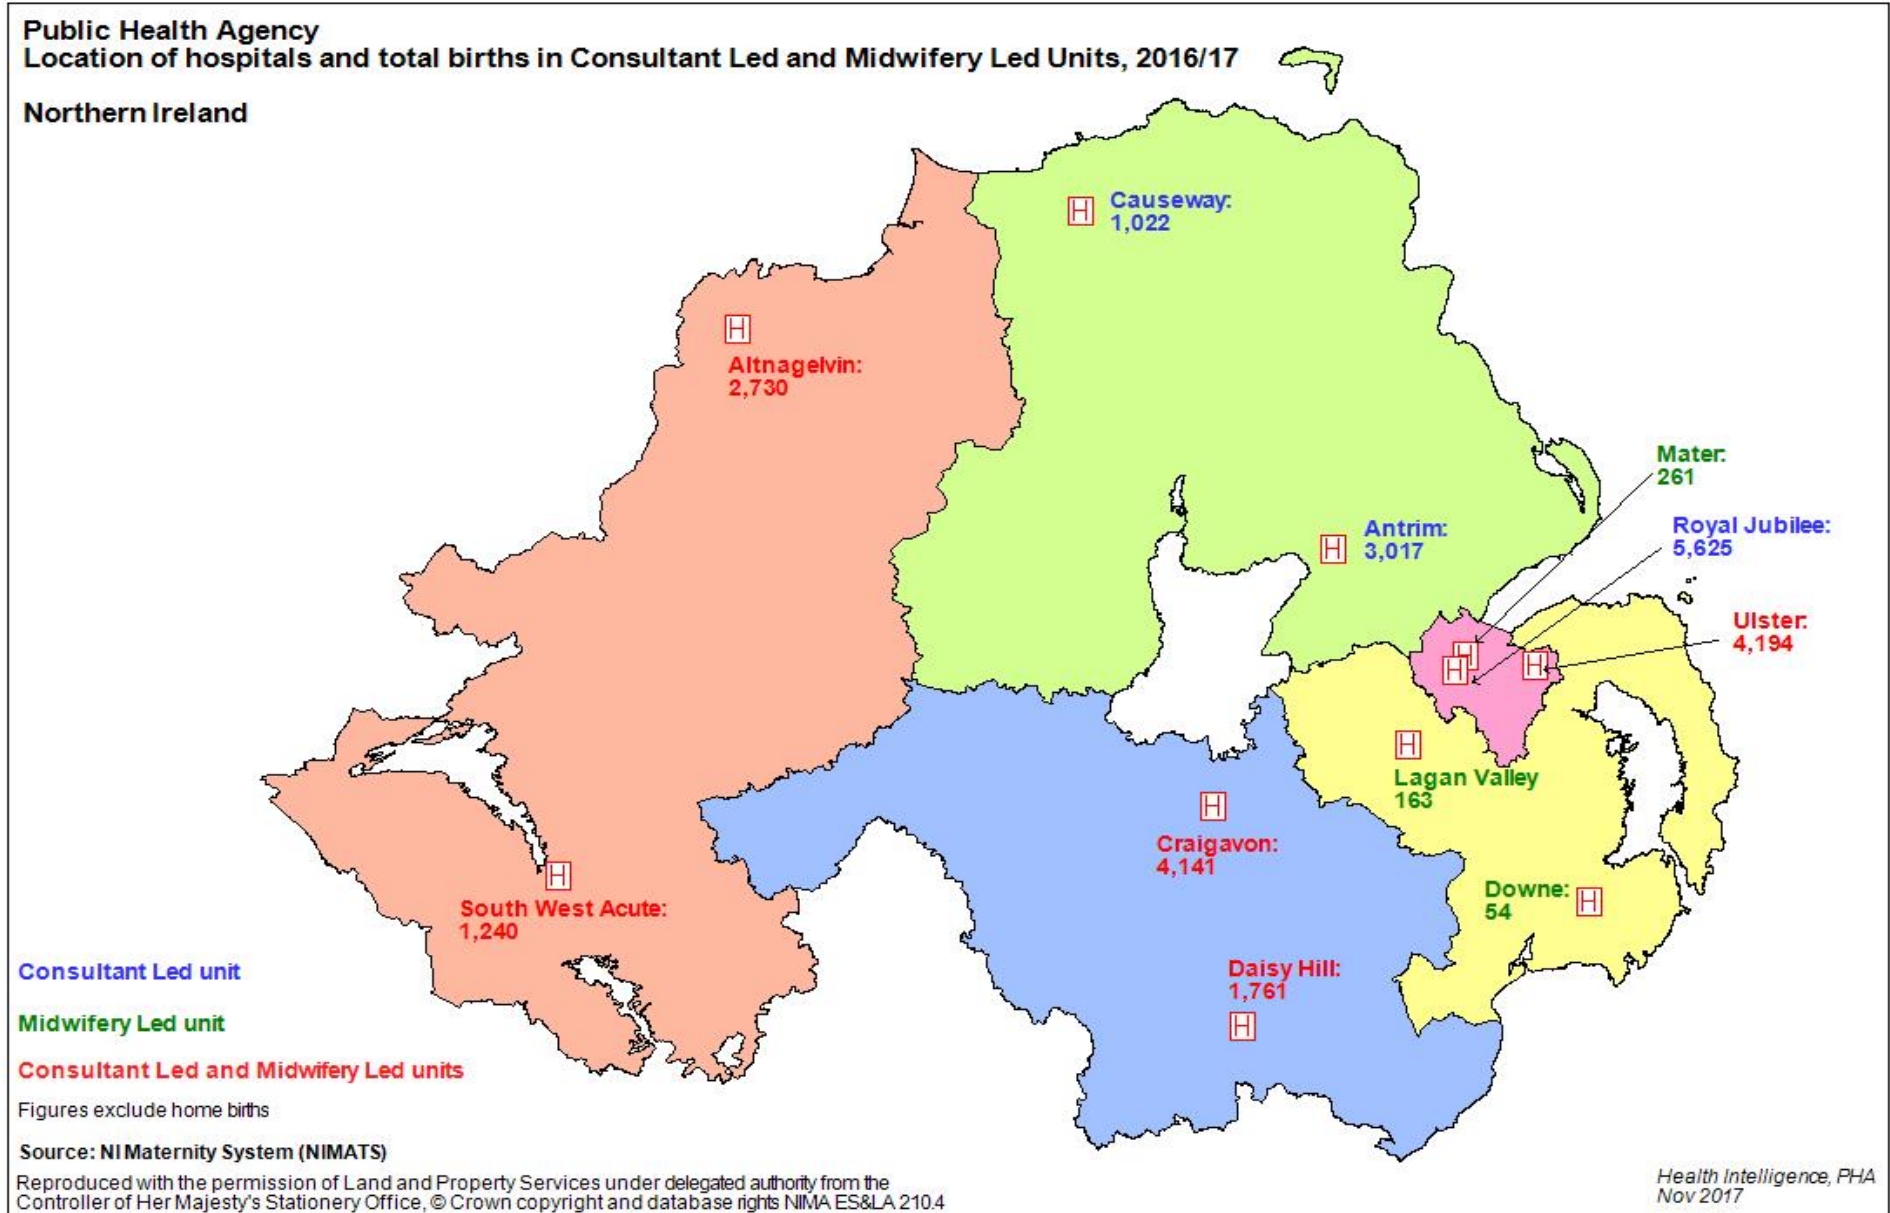 Public Health Agency
Location of hospitals and total births in Consultant Led and Midwifery Led Units, 2016/17
Northern Ireland
H
Causeway:
1,022
H
Altnagelvin:
2,730
Mater:
261
H
Antrim:
3,017
Royal Jubilee:
5,625
Ulster:
4,194
H
H
H
H
Lagan Valley
163
H
Craigavon:
4,141
H
South West Acute:
1,240
Downe:
54
H
Daisy Hill:
1,761
H
Consultant Led unit
Midwifery Led unit
Consultant Led and Midwifery Led units
Figures exclude home births
Source: NI Maternity System (NIMATS)
Reproduced with the permission of Land and Property Services under delegated authority from the
Controller of Her Majesty's Stationery Office, © Crown copyright and database rights NIMA ES&LA 210.4
Health Intelligence, PHA
Nov 2017